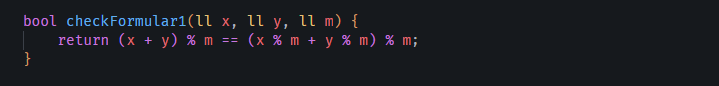 bool checkFormular1(ll x, ll y, ll m) {
    return (x + y) % m == (x % m + y % m) % m;
}